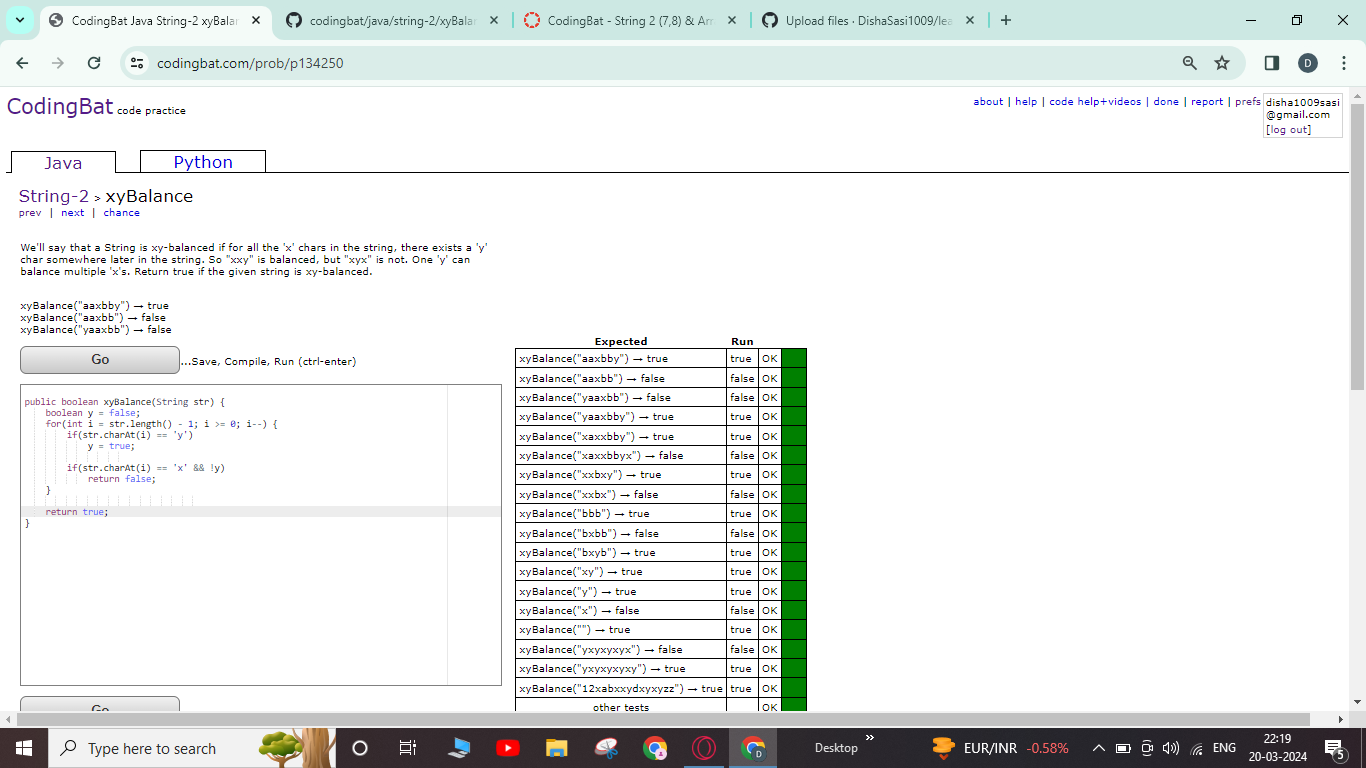 CodingBat Java String-2 xyBalan
codingbat/java/string-2/xyBalan
CodingBat - String 2 (7,8) & Arr
Upload files · DishaSasi1009/lea
codingbat.com/prob/p134250
D
CodingBat code practice
about | help | code help+videos | done | report | prefs
disha1009sasi
@gmail.com
[log out]
Java
Python
String-2 > xyBalance
prev | next | chance
We'll say that a String is xy-balanced if for all the 'x' chars in the string, there exists a 'y'
char somewhere later in the string. So "xxy" is balanced, but "xyx" is not. One 'y' can
balance multiple 'x's. Return true if the given string is xy-balanced.
xyBalance("aaxbby") → true
xyBalance("aaxbb") → false
xyBalance("yaaxbb") → false
Go
...Save, Compile, Run (ctrl-enter)
public boolean xyBalance(String str) {
boolean y = false;
for(int i = str.length() - 1; i >= 0; i--) {
if(str.charAt(i) == 'y')
y = true;
if(str.charAt(i) == 'x' && !y)
return false;
}
return true;
}
Go
Expected Run
xyBalance("aaxbby") → true true OK
xyBalance("aaxbb") → false false OK
xyBalance("yaaxbb") → false false OK
xyBalance("yaaxbby") → true true OK
xyBalance("xaxxbby") → true true OK
xyBalance("xaxxbbyx") → false false OK
xyBalance("xxbxy") → true true OK
xyBalance("xxbx") → false false OK
xyBalance("bbb") → true true OK
xyBalance("bxbb") → false false OK
xyBalance("bxyb") → true true OK
xyBalance("xy") → true true OK
xyBalance("y") → true true OK
xyBalance("x") → false false OK
xyBalance("") → true true OK
xyBalance("yxyxyxyx") → false false OK
xyBalance("yxyxyxyxy") → true true OK
xyBalance("12xabxxydxyxyzz") → true true OK
other tests OK
Type here to search
D
Desktop
»
EUR/INR -0.58%
ENG
22:19
20-03-2024
5